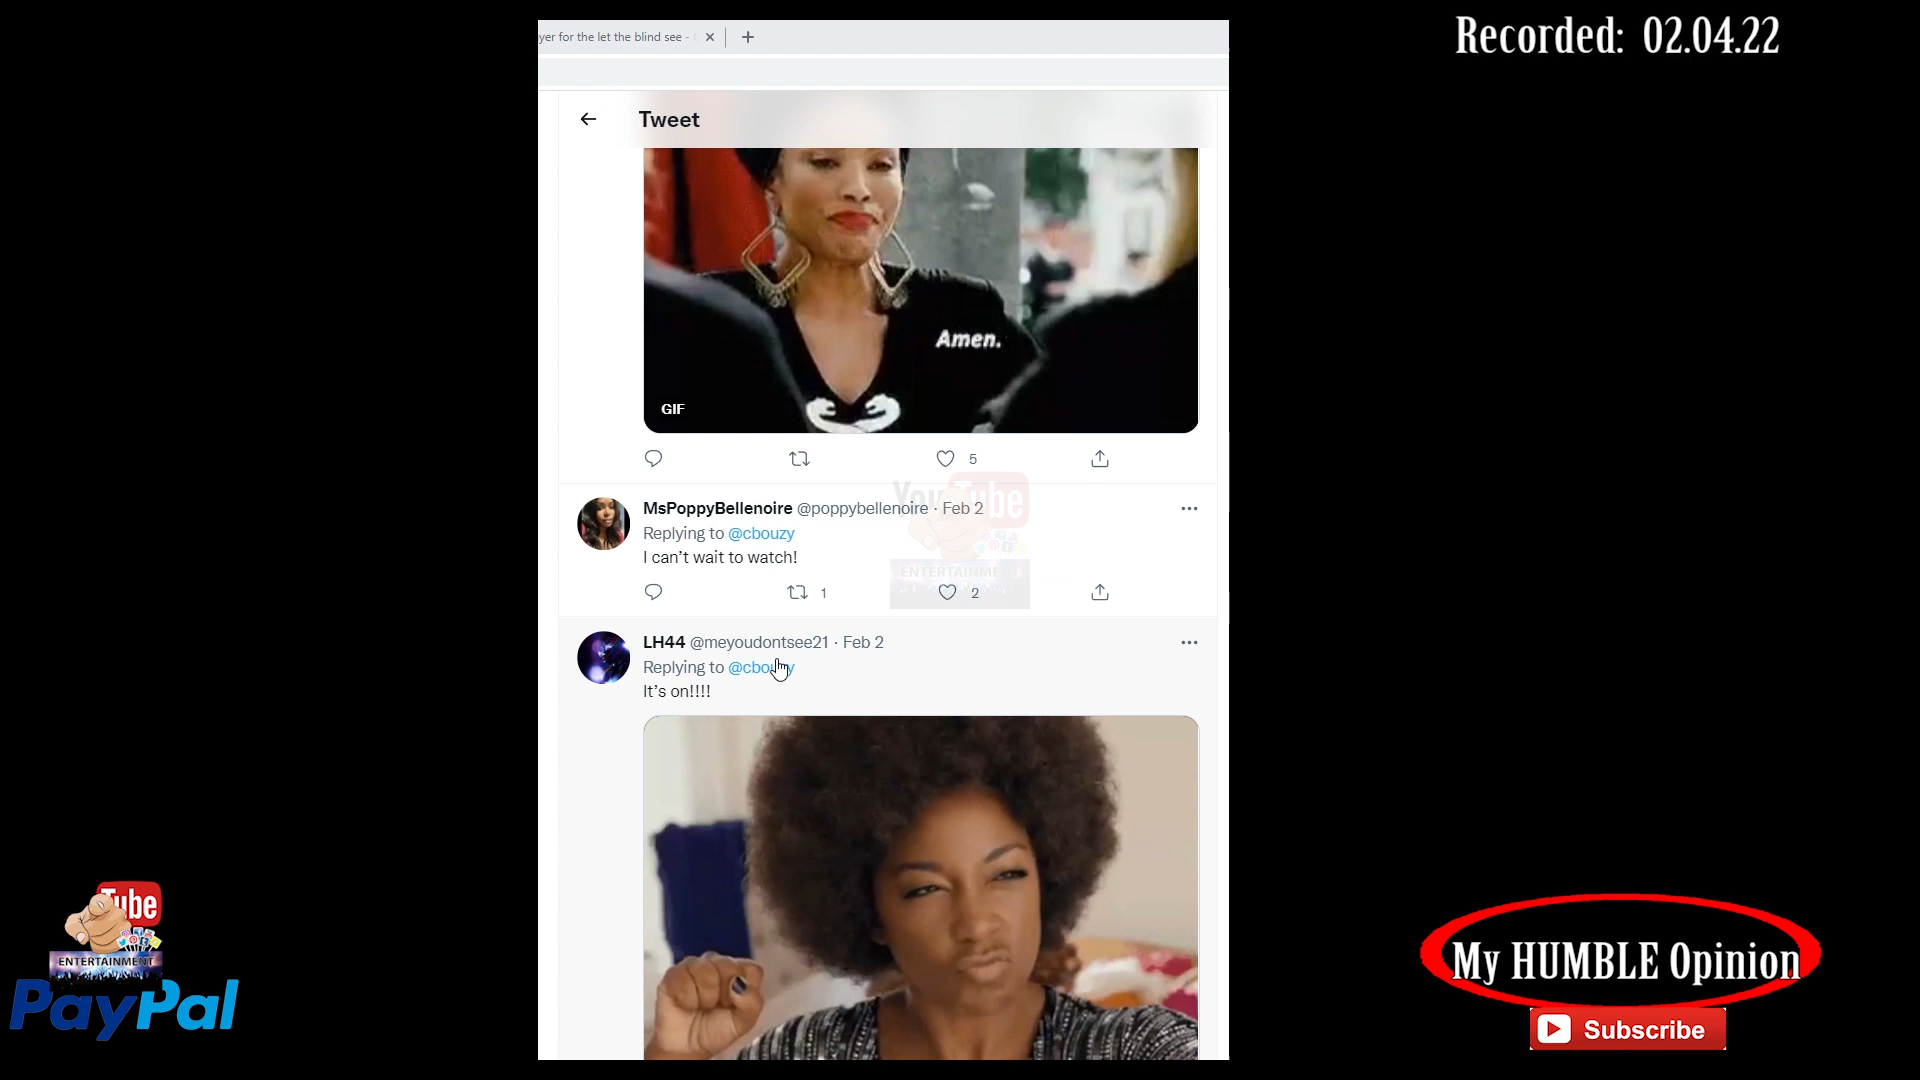 Recorded: 02.04.22
yer for the let the blind see -
Tweet
Amen.
GIF
5
MsPoppyBellenoire @poppybellenoire · Feb 2
Replying to @cbouzy
I can't wait to watch!
1
2
YouTube
ENTERTAINMENT
LH44 @meyoudontsee21 · Feb 2
Replying to @cbouzy
It's on!!!!
Tube
ENTERTAINMENT
PayPal
My HUMBLE Opinion
Subscribe